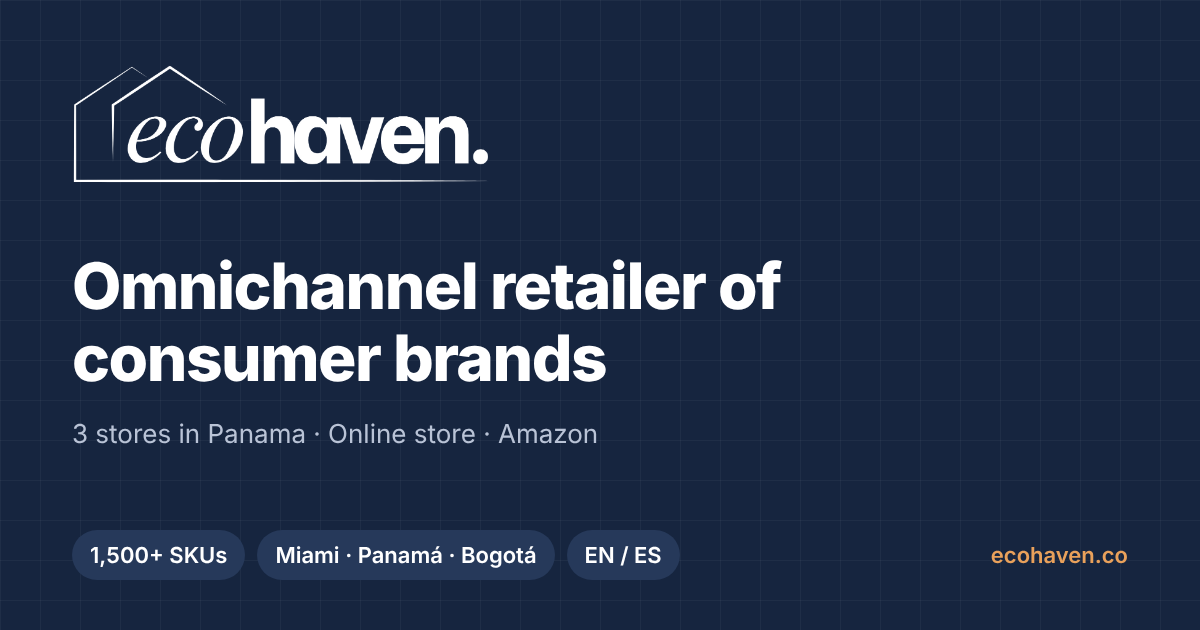 ecohaven.
Omnichannel retailer of
consumer brands
3 stores in Panama · Online store · Amazon
1,500+ SKUs
Miami · Panamá · Bogotá
EN / ES
ecohaven.co